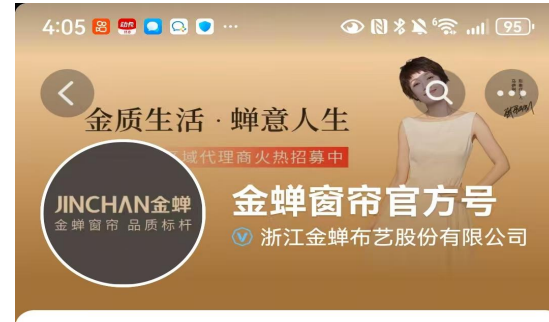 4:05
95
金质生活·蝉意人生
域代理商火热招募中
JINCHAN金蝉
金蝉窗帘 品质标杆
金蝉窗帘官方号
浙江金蝉布艺股份有限公司